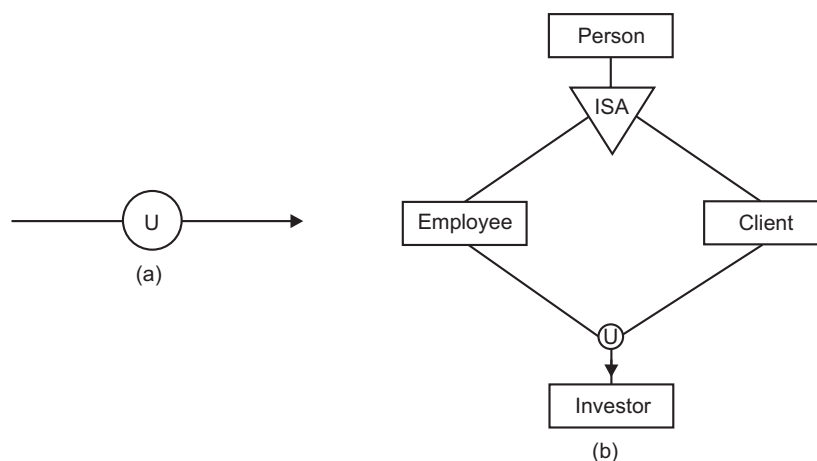 Person
ISA
Employee
Client
U
(a)
U
Investor
(b)